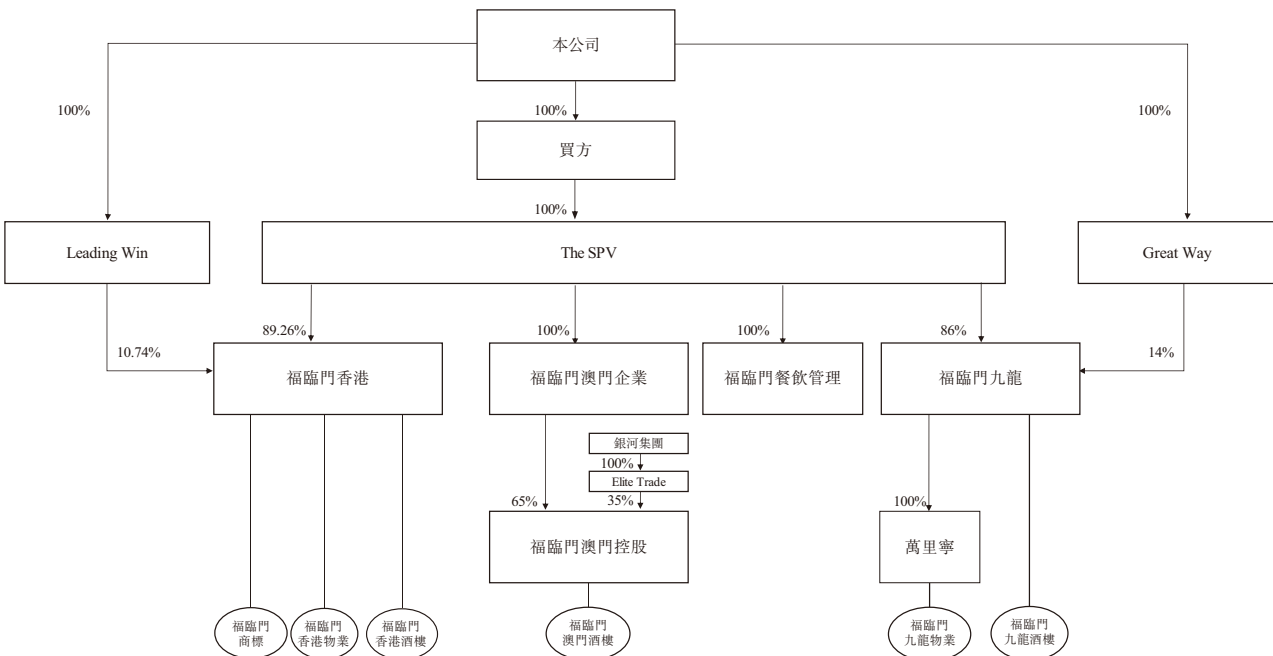 本公司
100%
100%
100%
買方
100%
Leading Win
The SPV
Great Way
89.26%
100%
100%
86%
10.74%
14%
福臨門香港
福臨門澳門企業
福臨門餐飲管理
福臨門九龍
銀河集團
100%
Elite Trade
65%
35%
100%
福臨門澳門控股
萬里寧
福臨門
商標
福臨門
香港物業
福臨門
香港酒樓
福臨門
澳門酒樓
福臨門
九龍物業
福臨門
九龍酒樓